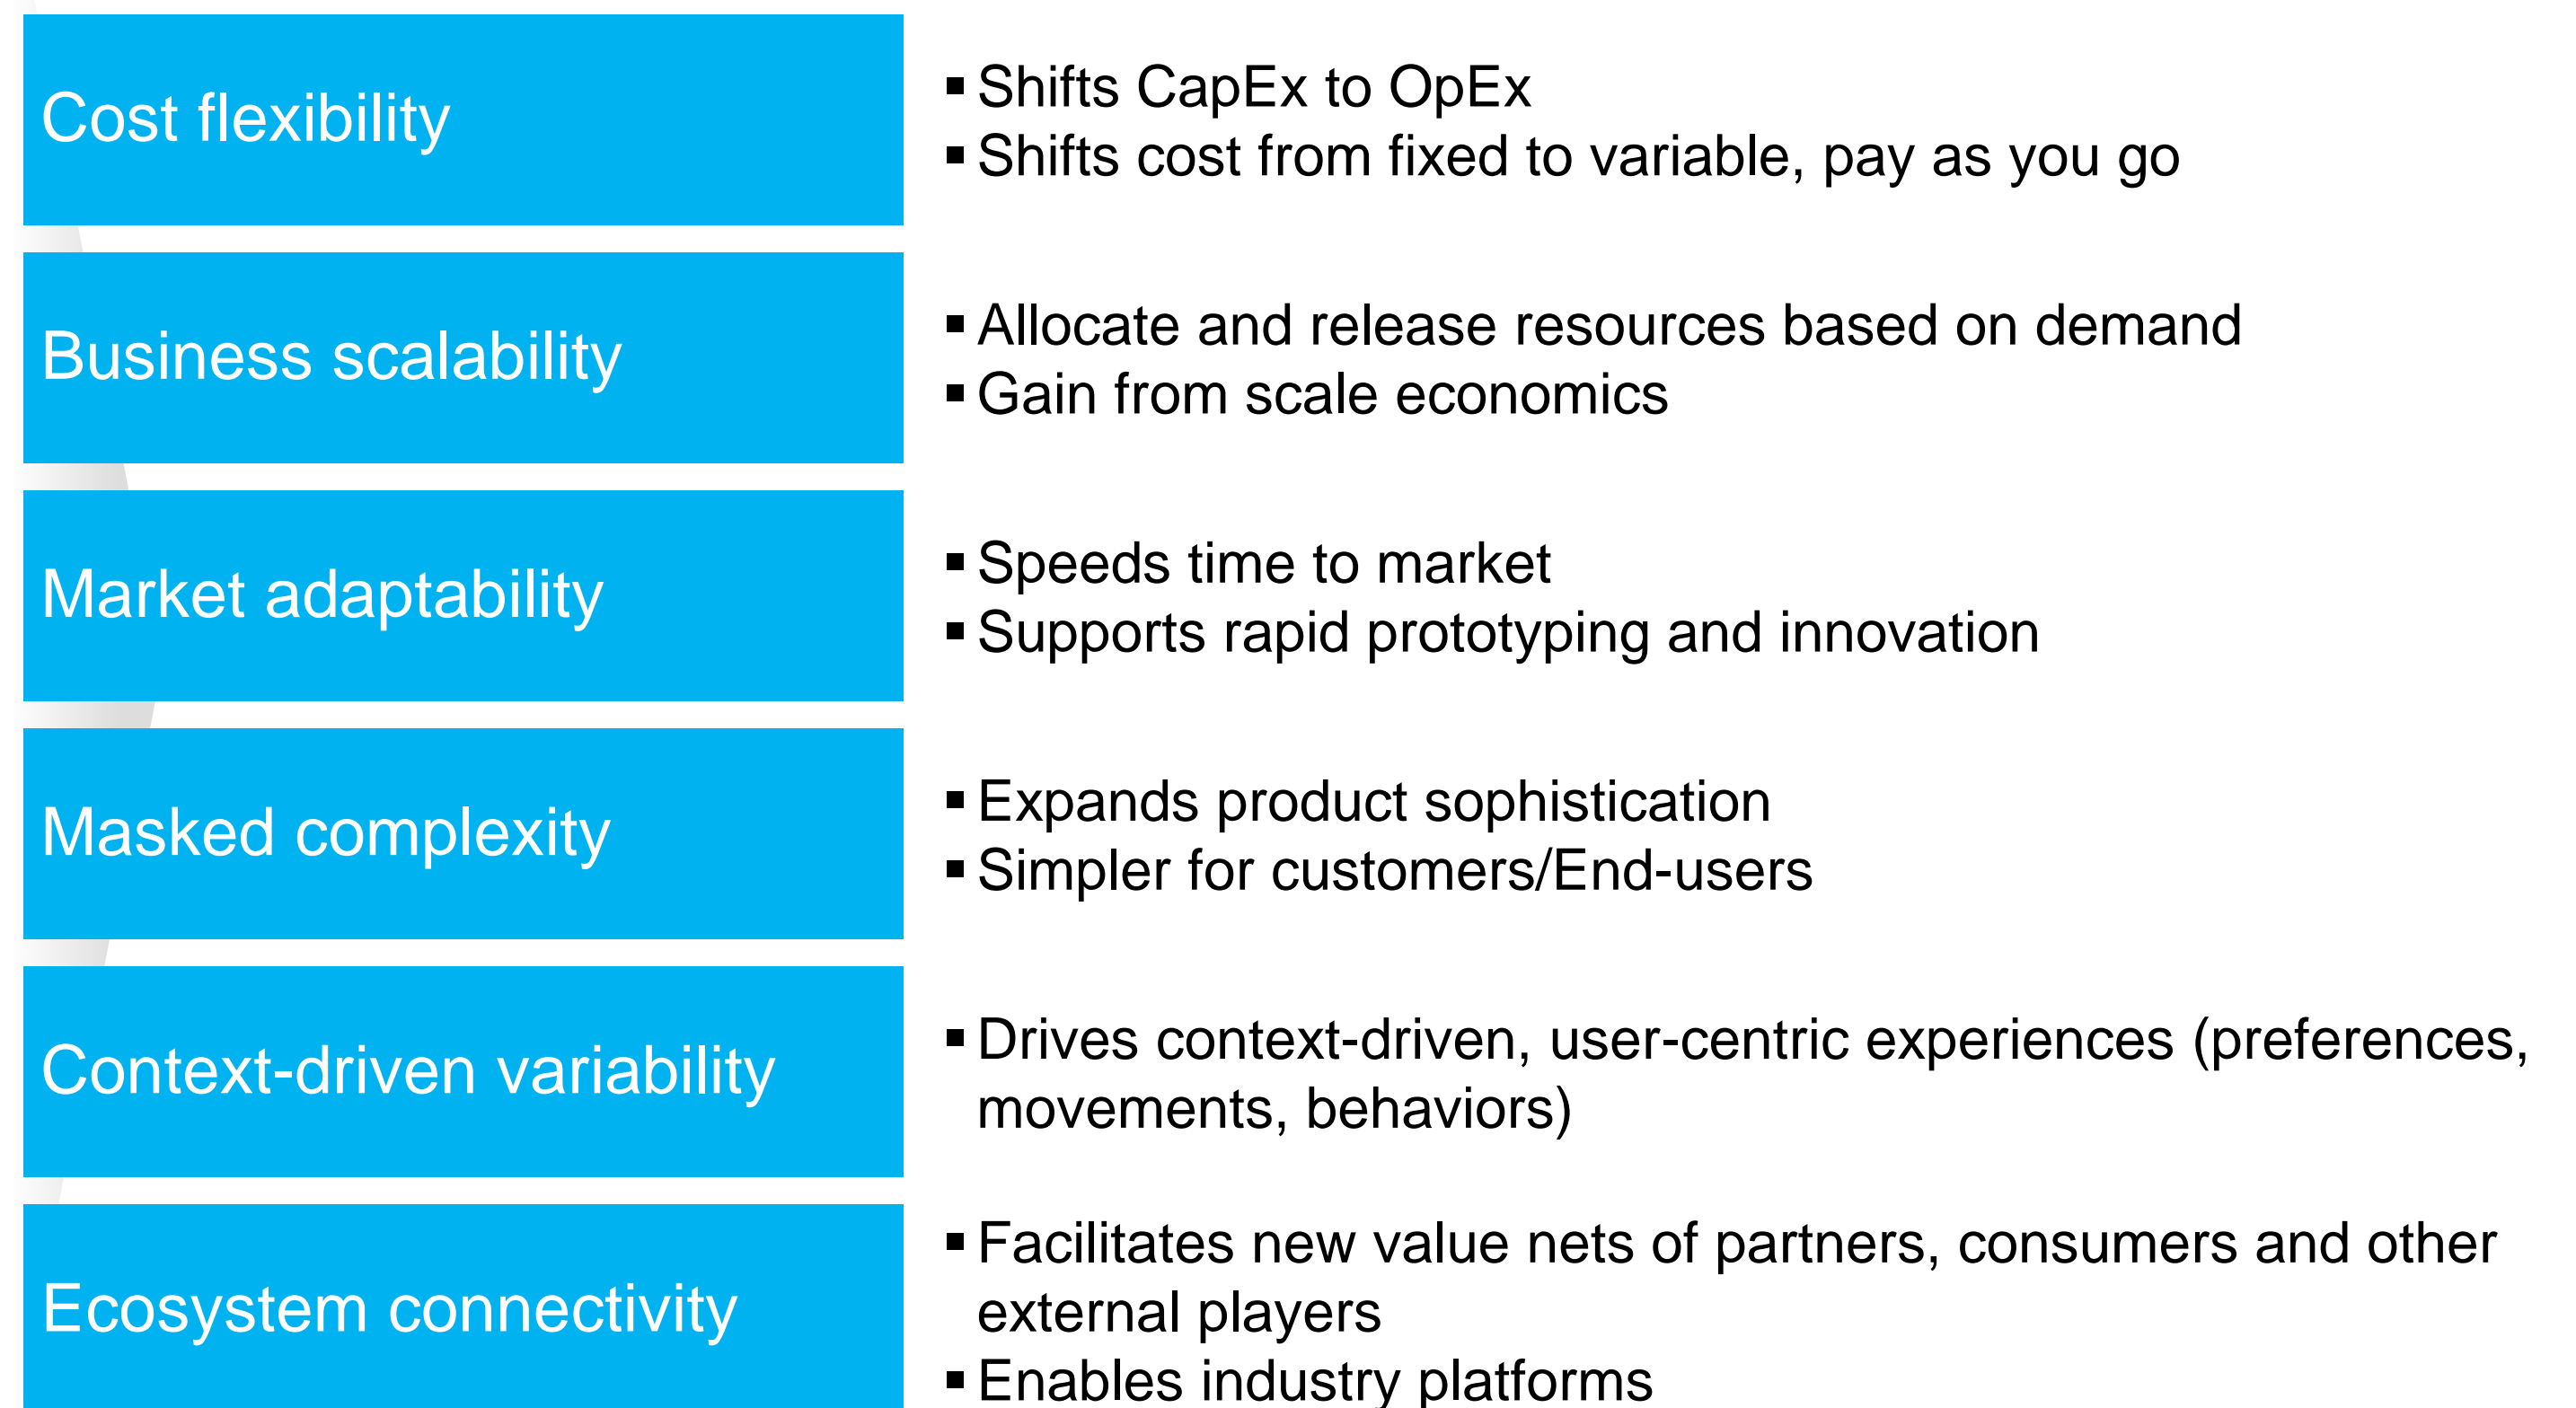 Cost flexibility
▪ Shifts CapEx to OpEx
▪ Shifts cost from fixed to variable, pay as you go
Business scalability
▪ Allocate and release resources based on demand
▪ Gain from scale economics
Market adaptability
▪ Speeds time to market
▪ Supports rapid prototyping and innovation
Masked complexity
▪ Expands product sophistication
▪ Simpler for customers/End-users
Context-driven variability
▪ Drives context-driven, user-centric experiences (preferences,
movements, behaviors)
Ecosystem connectivity
▪ Facilitates new value nets of partners, consumers and other
external players
▪ Enables industry platforms